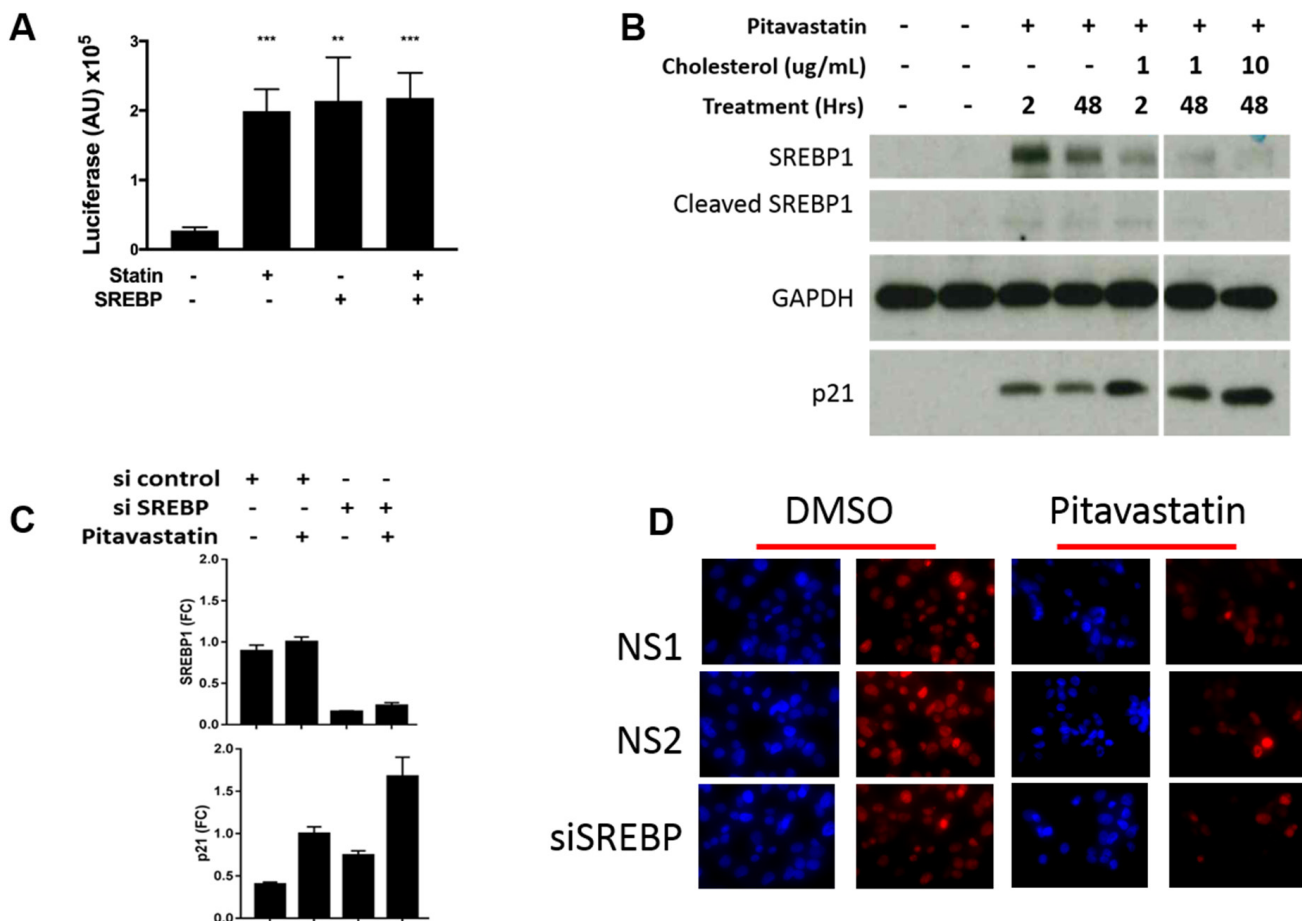 A
Luciferase (AU) x10⁵
3
2
1
0
*** ** ***
Statin - + - +
SREBP - - + +
B
Pitavastatin - - + + + + +
Cholesterol (ug/mL) - - - - 1 1 10
Treatment (Hrs) - - 2 48 2 48 48
SREBP1
Cleaved SREBP1
GAPDH
p21
C
si control + + - -
si SREBP - - + +
Pitavastatin - + - +
SREBP1 (FC)
2.0
1.5
1.0
0.5
0.0
p21 (FC)
2.0
1.5
1.0
0.5
0.0
D
DMSO Pitavastatin
NS1
NS2
siSREBP